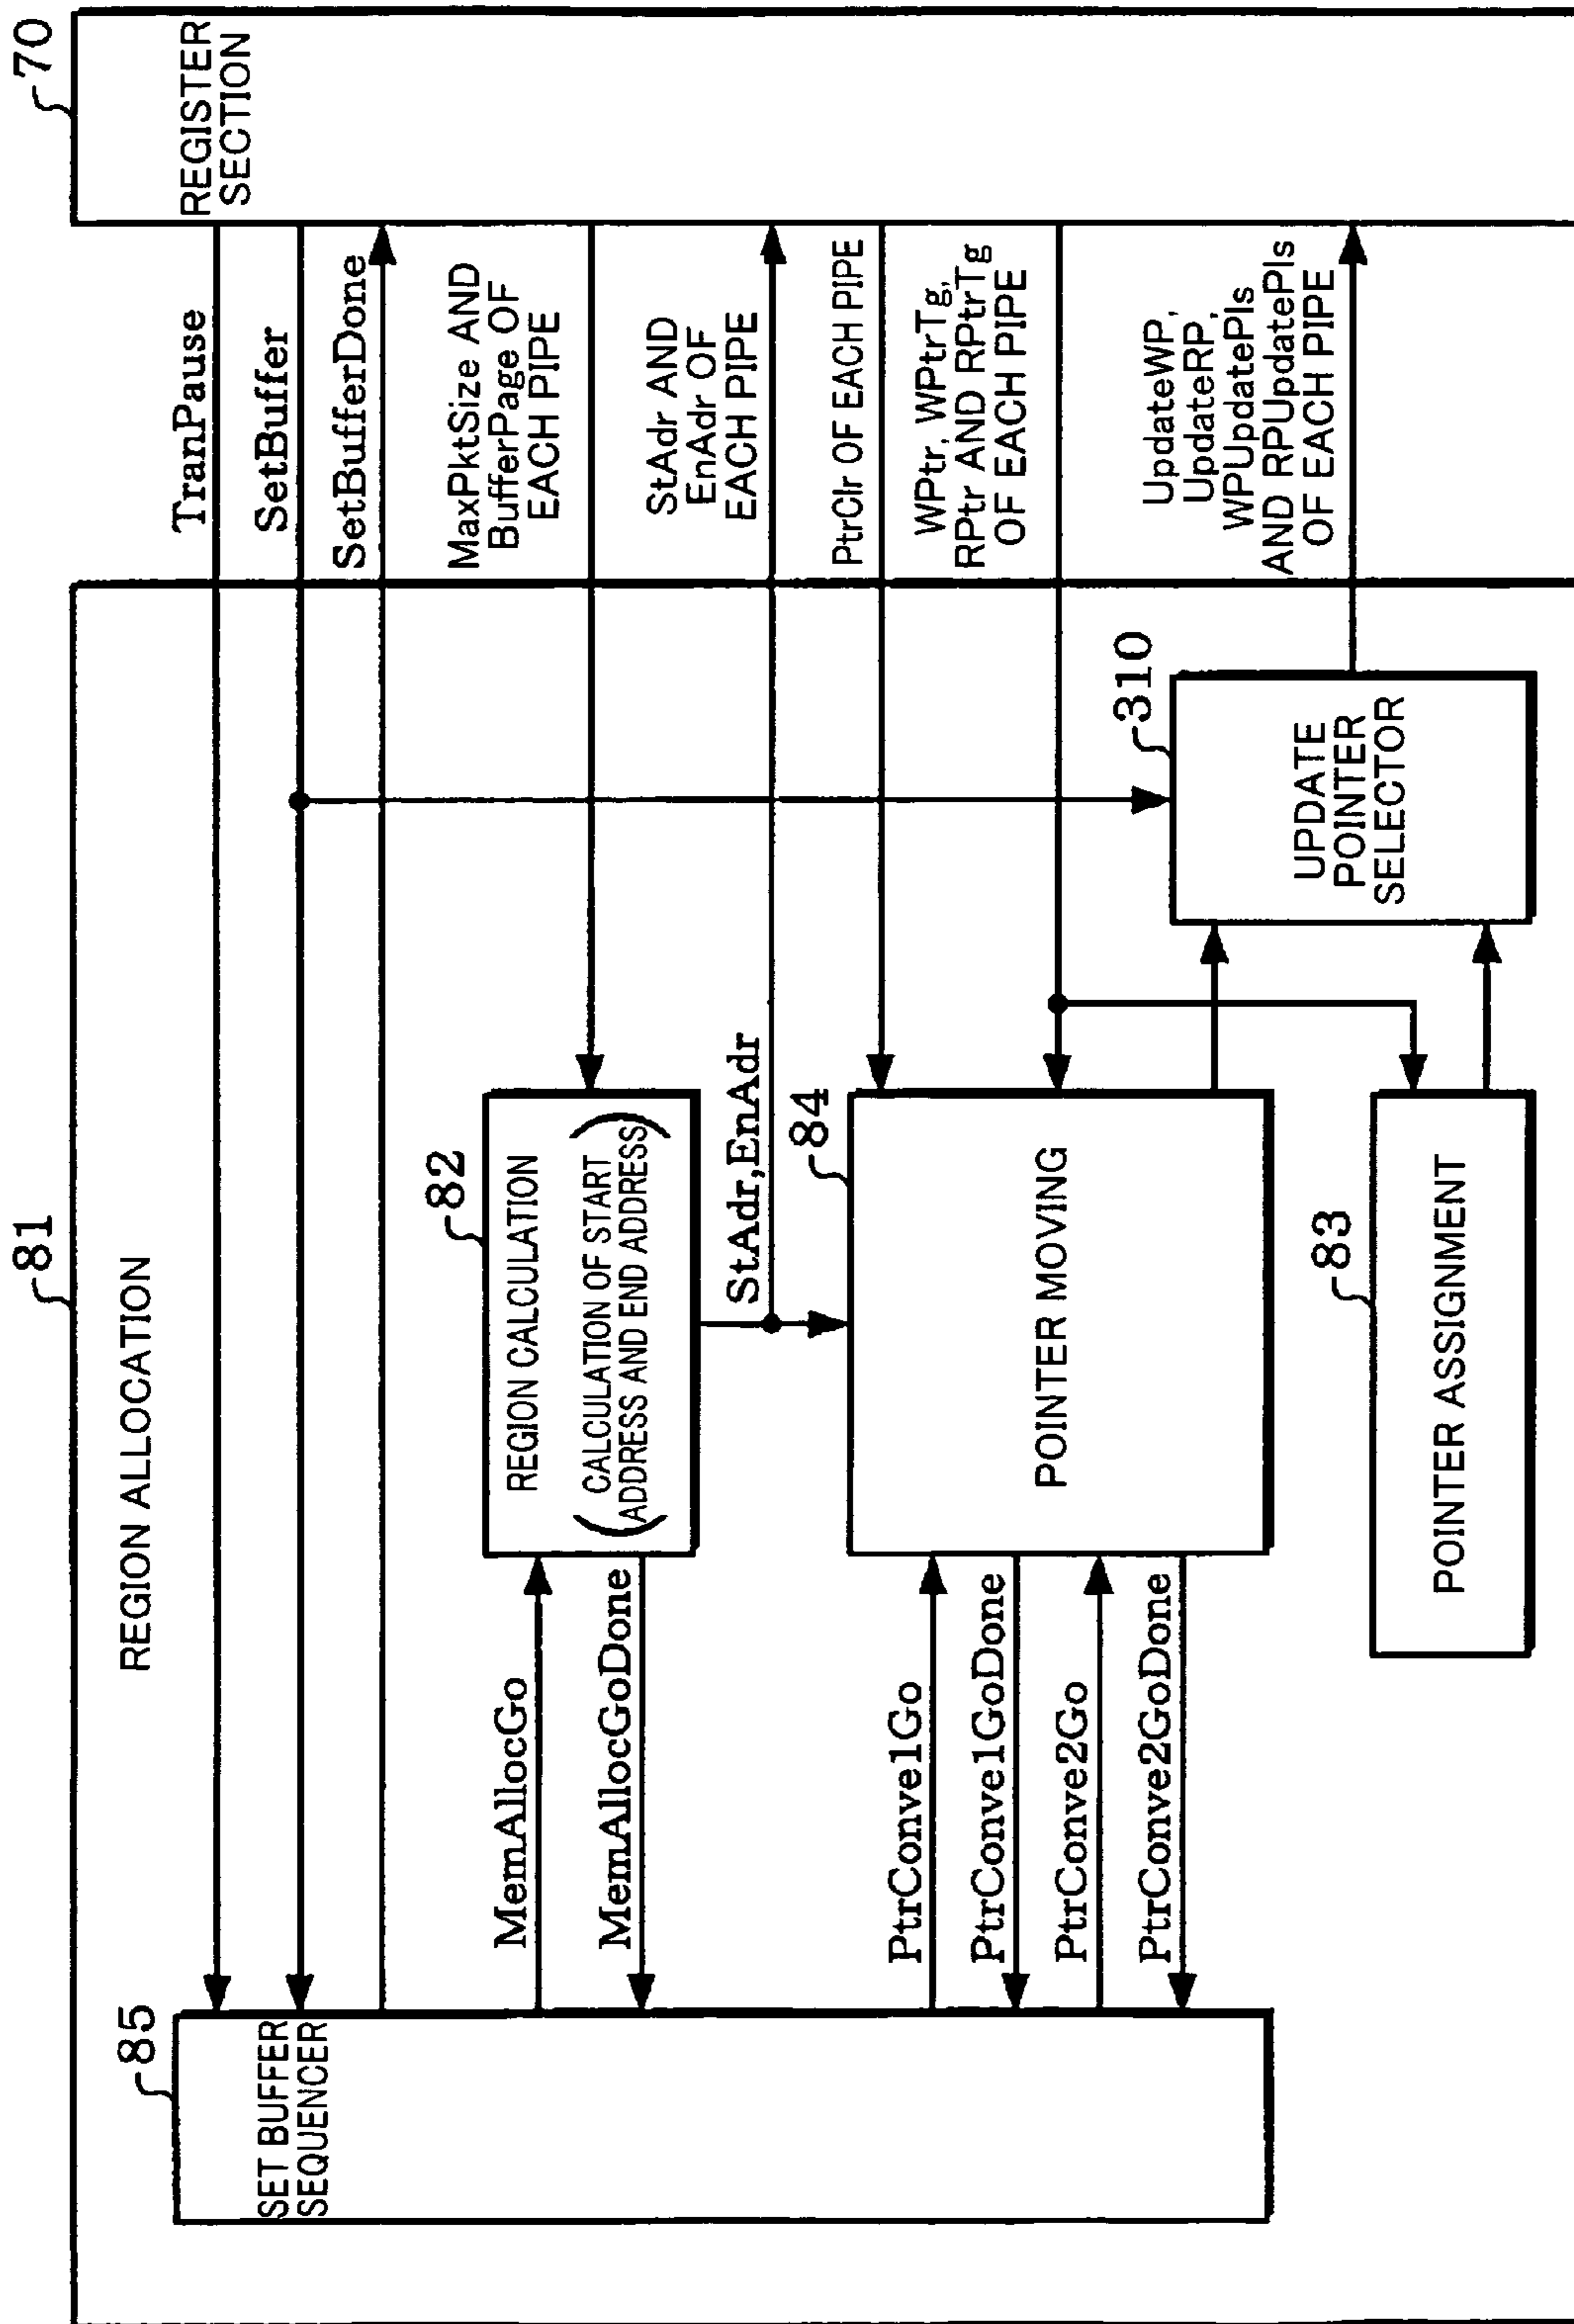 81
70
REGION ALLOCATION
REGISTER
SECTION
85
SET BUFFER
SEQUENCER
TranPause
SetBuffer
SetBufferDone
MemAllocGo
MemAllocGoDone
82
REGION CALCULATION
(CALCULATION OF START
ADDRESS AND END ADDRESS)
MaxPktSize AND
BufferPage OF
EACH PIPE
StAdr,EnAdr
StAdr AND
EnAdr OF
EACH PIPE
PtrConve1Go
PtrConve1GoDone
PtrConve2Go
PtrConve2GoDone
84
POINTER MOVING
PtrClr OF EACH PIPE
WPtr, WPtrTg,
RPtr AND RPtrTg
OF EACH PIPE
310
UPDATE
POINTER
SELECTOR
UpdateWP,
UpdateRP,
WPUpdatePls
AND RPUpdatePls
OF EACH PIPE
83
POINTER ASSIGNMENT